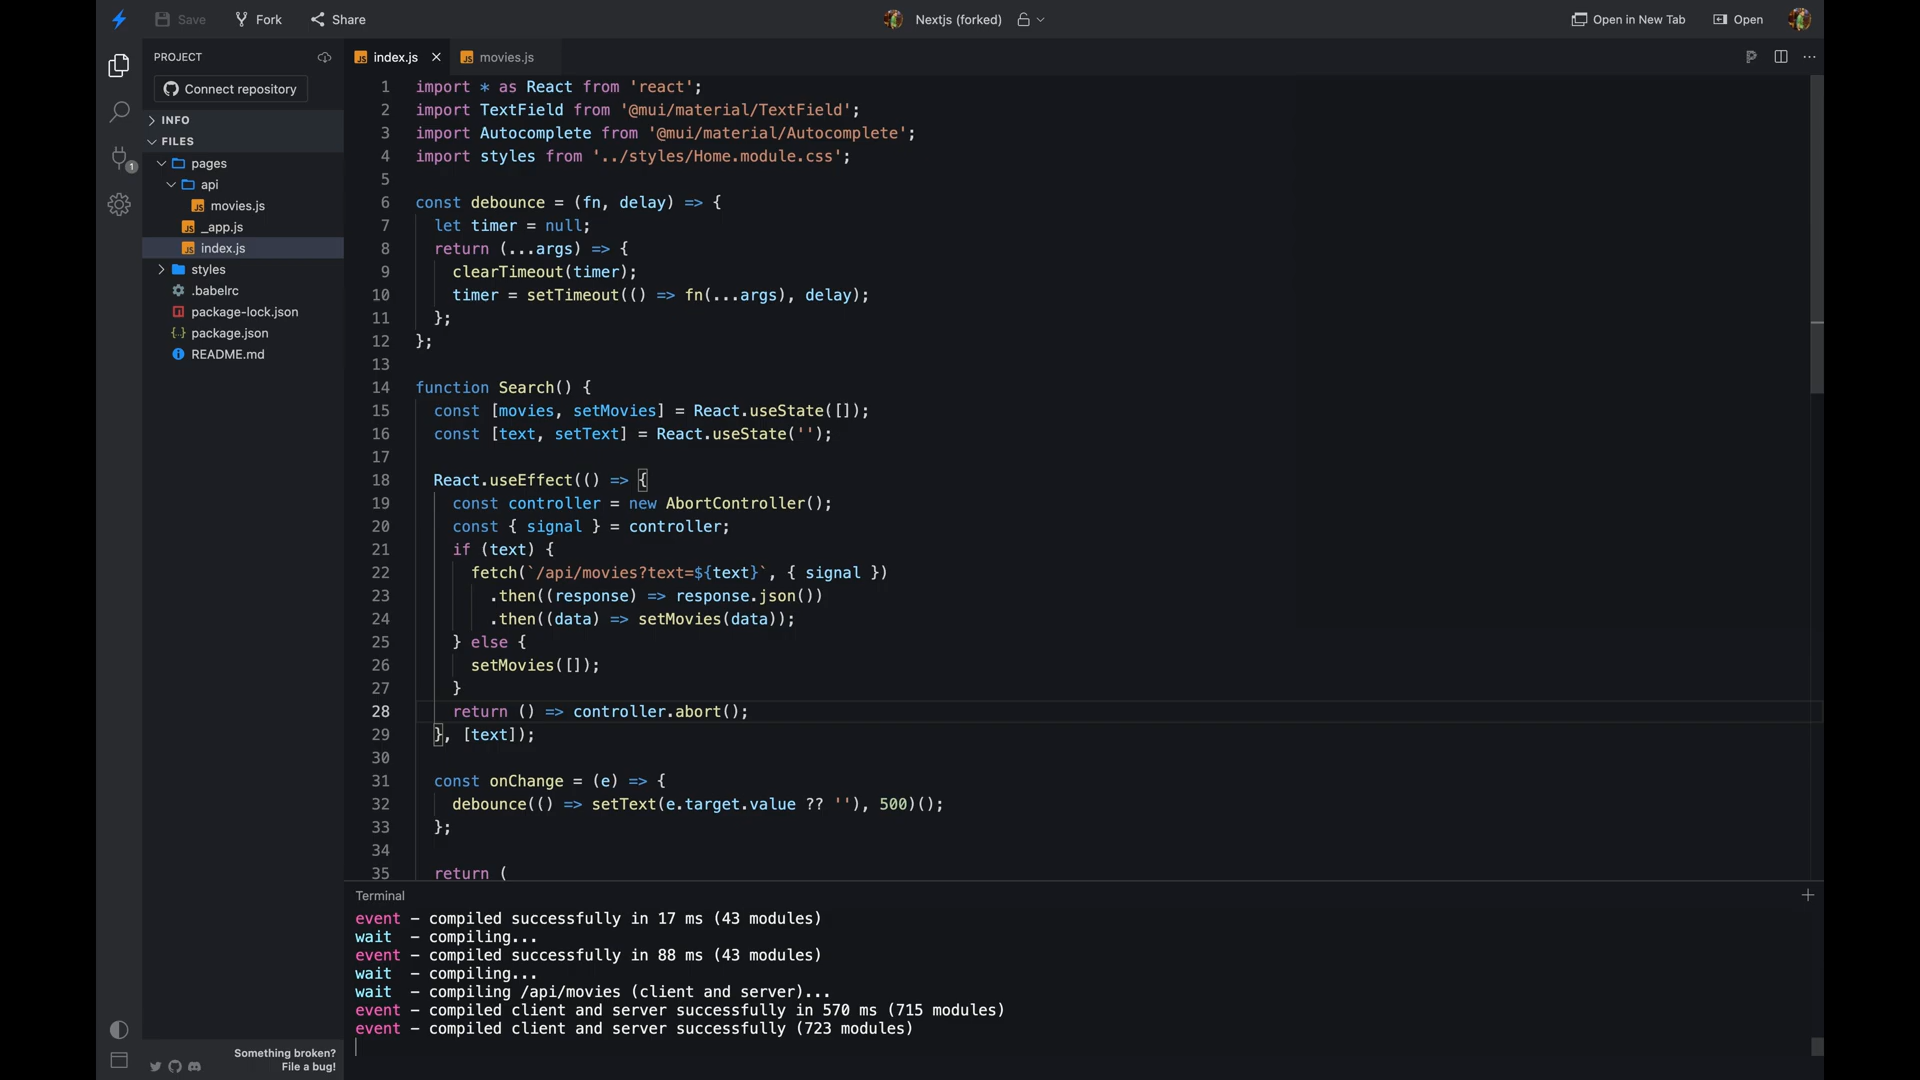 Save
Fork
Share
Nextjs (forked)
Open in New Tab
Open
PROJECT
Connect repository
INFO
FILES
pages
api
movies.js
_app.js
index.js
styles
.babelrc
package-lock.json
package.json
README.md
1
Something broken?
File a bug!
index.js
movies.js
1 import * as React from 'react';
2 import TextField from '@mui/material/TextField';
3 import Autocomplete from '@mui/material/Autocomplete';
4 import styles from '../styles/Home.module.css';
5
6 const debounce = (fn, delay) => {
7 let timer = null;
8 return (...args) => {
9 clearTimeout(timer);
10 timer = setTimeout(() => fn(...args), delay);
11 };
12 };
13
14 function Search() {
15 const [movies, setMovies] = React.useState([]);
16 const [text, setText] = React.useState('');
17
18 React.useEffect(() => {
19 const controller = new AbortController();
20 const { signal } = controller;
21 if (text) {
22 fetch(`/api/movies?text=${text}`, { signal })
23 .then((response) => response.json())
24 .then((data) => setMovies(data));
25 } else {
26 setMovies([]);
27 }
28 return () => controller.abort();
29 }, [text]);
30
31 const onChange = (e) => {
32 debounce(() => setText(e.target.value ?? ''), 500)();
33 };
34
35 return (
Terminal
event – compiled successfully in 17 ms (43 modules)
wait – compiling...
event – compiled successfully in 88 ms (43 modules)
wait – compiling...
wait – compiling /api/movies (client and server)...
event – compiled client and server successfully in 570 ms (715 modules)
event – compiled client and server successfully (723 modules)